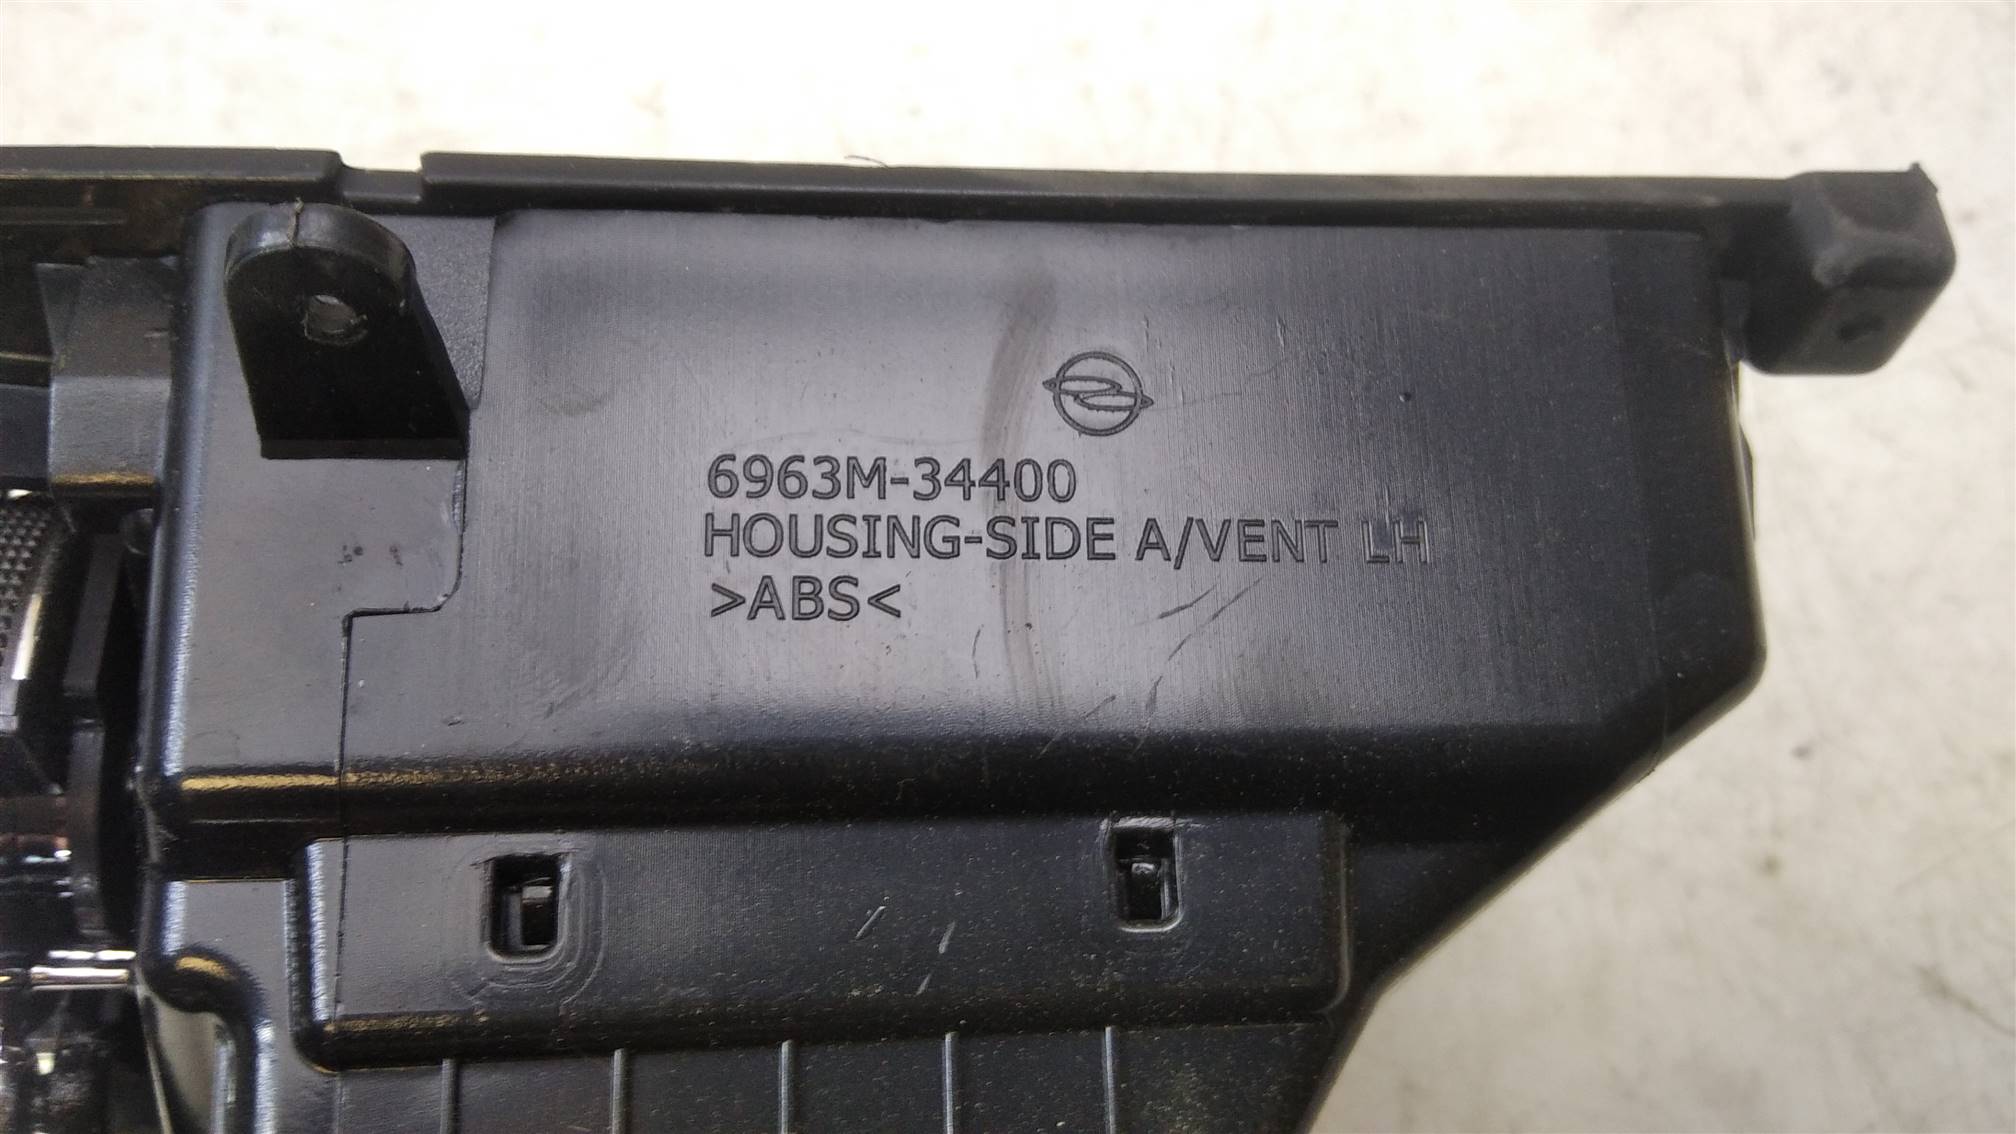 6963M-34400
HOUSING-SIDE A/VENT LH
>ABS<